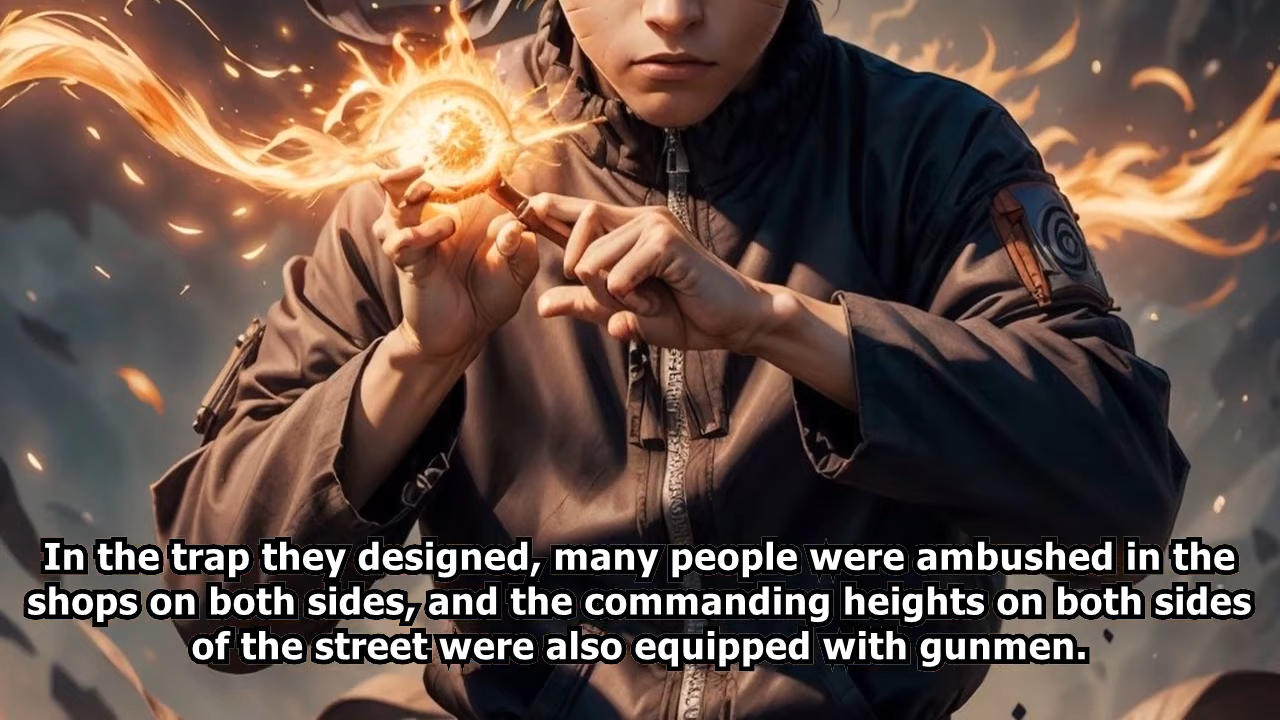 In the trap they designed, many people were ambushed in the
shops on both sides, and the commanding heights on both sides
of the street were also equipped with gunmen.